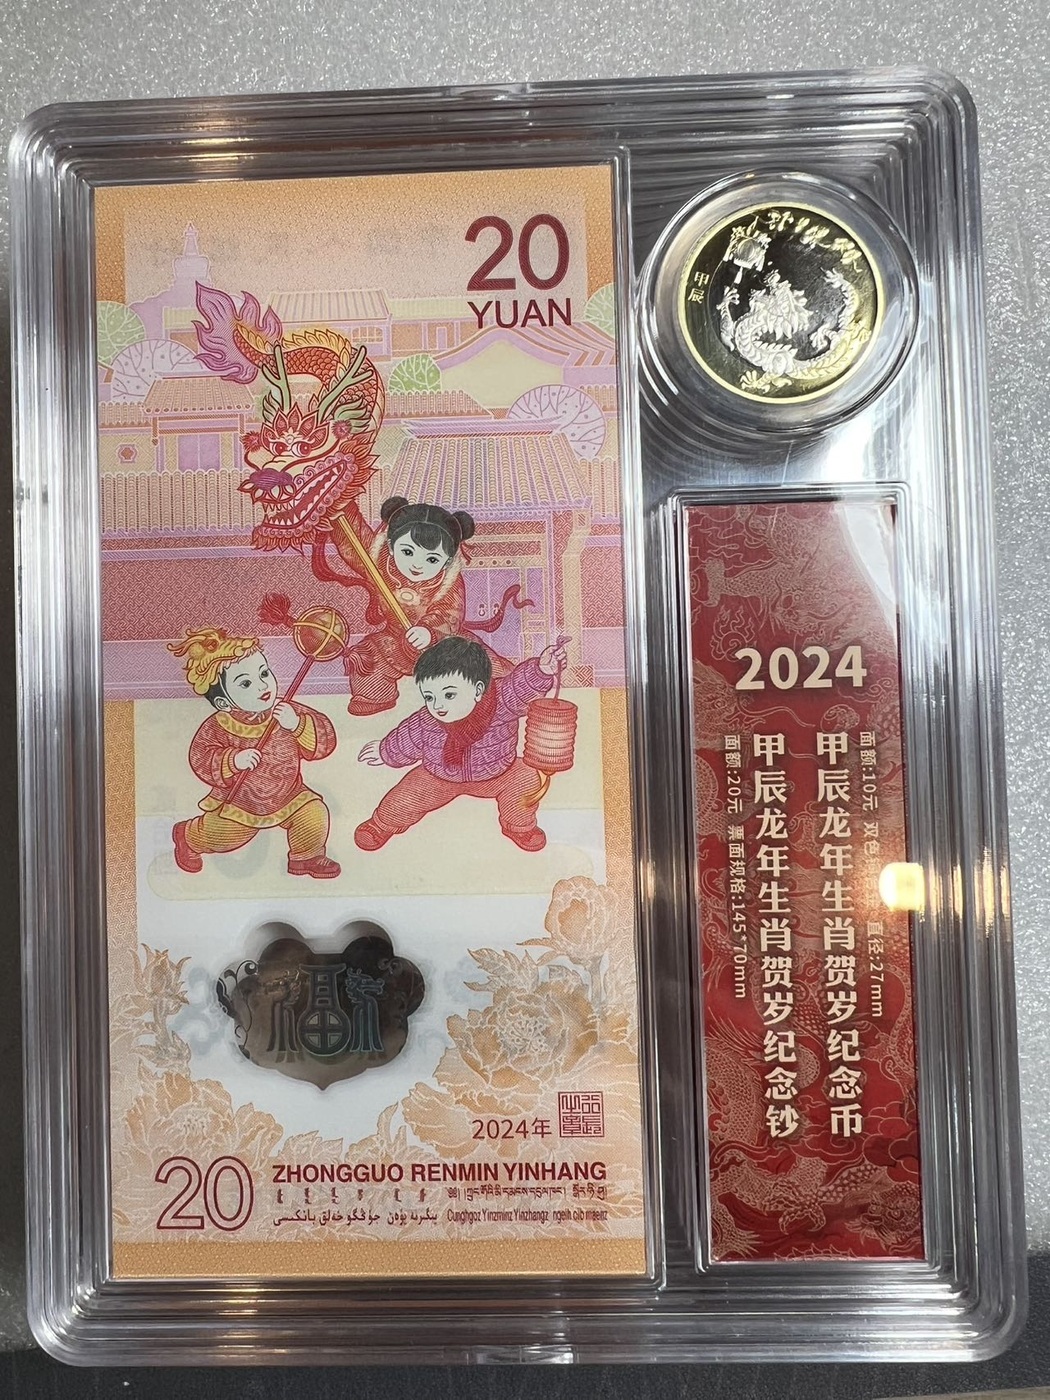 20
YUAN
2024年
20
ZHONGGUO RENMIN YINHANG
جۇڭگو خەلق بانكىسى
Cunghgoz Yinzminz Yinzhangz
甲辰
2024
面额:10元 双色
直径:27mm
甲辰龙年生肖贺岁纪念币
甲辰龙年生肖贺岁纪念钞
面额:20元 票面规格:145*70mm